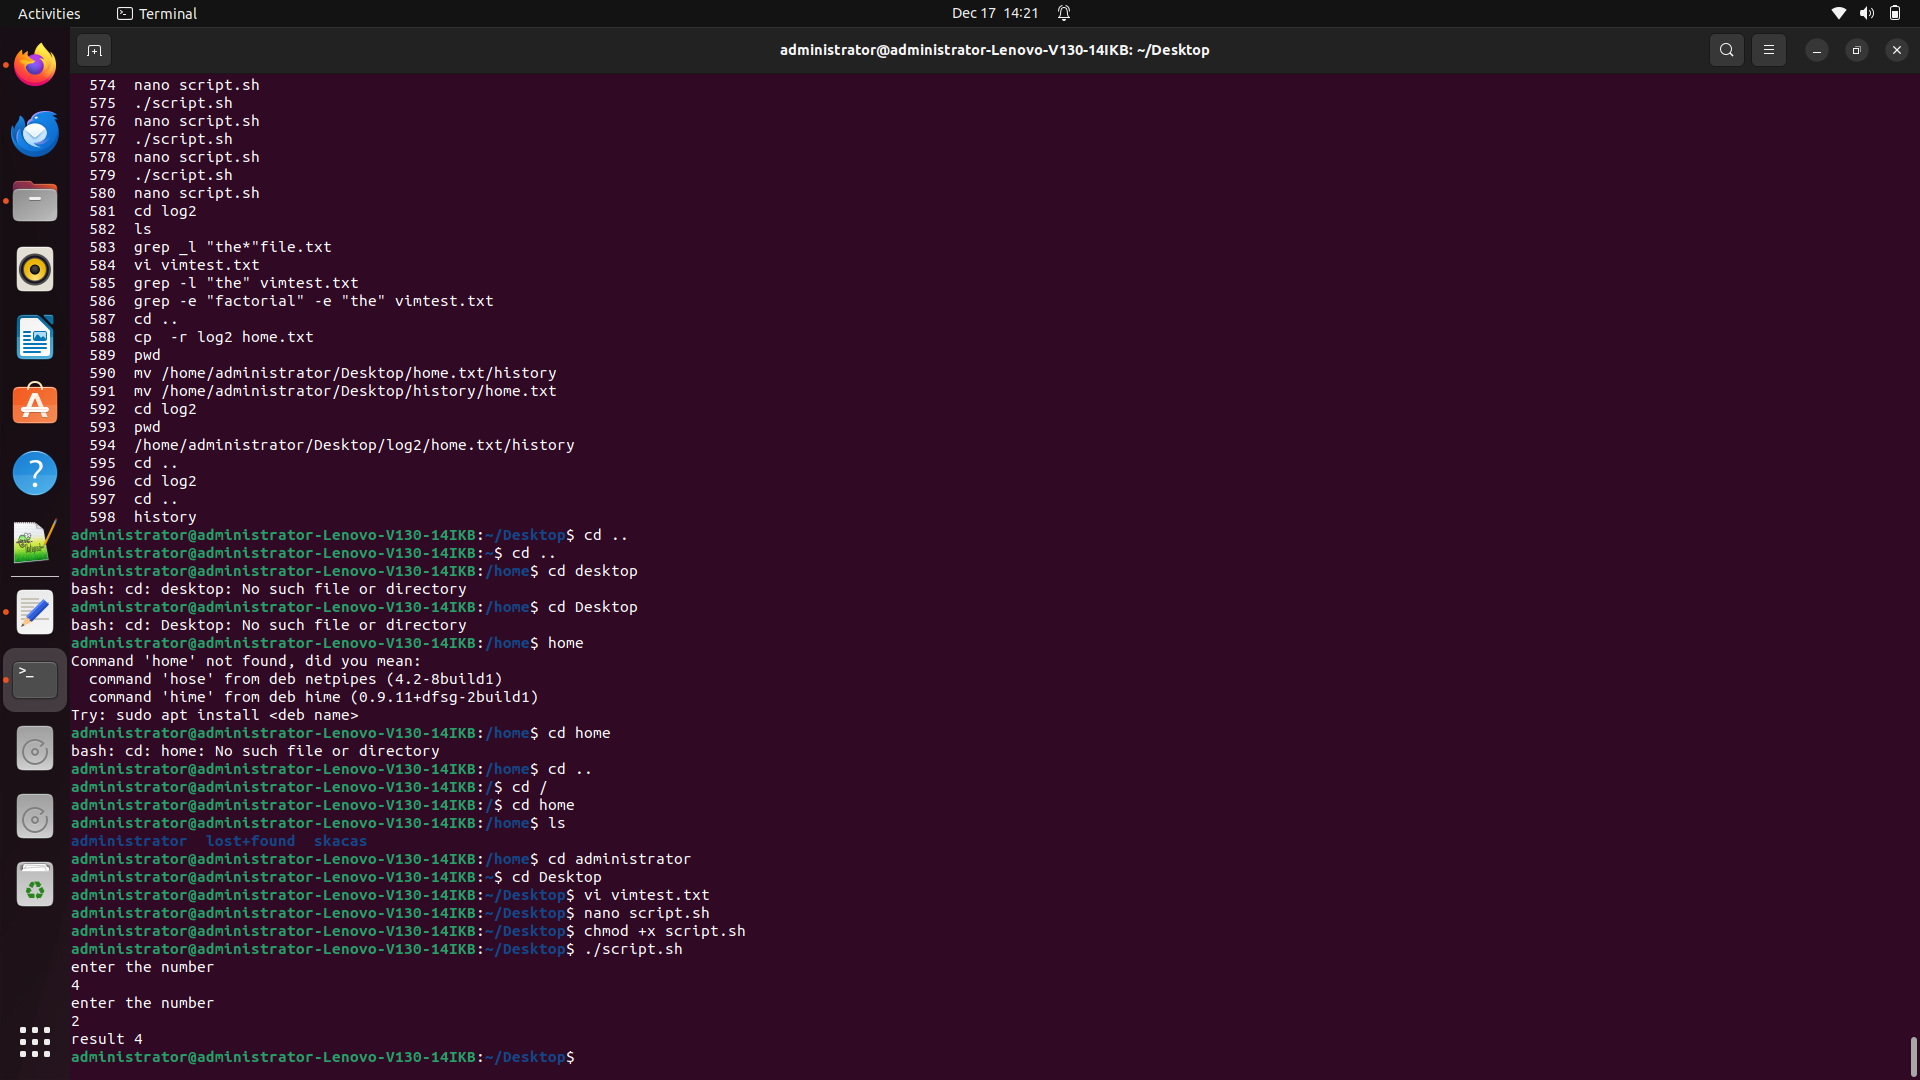 Activities Terminal Dec 17 14:21
administrator@administrator-Lenovo-V130-14IKB: ~/Desktop
574 nano script.sh
575 ./script.sh
576 nano script.sh
577 ./script.sh
578 nano script.sh
579 ./script.sh
580 nano script.sh
581 cd log2
582 ls
583 grep _l "the*"file.txt
584 vi vimtest.txt
585 grep -l "the" vimtest.txt
586 grep -e "factorial" -e "the" vimtest.txt
587 cd ..
588 cp  -r log2 home.txt
589 pwd
590 mv /home/administrator/Desktop/home.txt/history
591 mv /home/administrator/Desktop/history/home.txt
592 cd log2
593 pwd
594 /home/administrator/Desktop/log2/home.txt/history
595 cd ..
596 cd log2
597 cd ..
598 history
administrator@administrator-Lenovo-V130-14IKB:~/Desktop$ cd ..
administrator@administrator-Lenovo-V130-14IKB:~$ cd ..
administrator@administrator-Lenovo-V130-14IKB:/home$ cd desktop
bash: cd: desktop: No such file or directory
administrator@administrator-Lenovo-V130-14IKB:/home$ cd Desktop
bash: cd: Desktop: No such file or directory
administrator@administrator-Lenovo-V130-14IKB:/home$ home
Command 'home' not found, did you mean:
  command 'hose' from deb netpipes (4.2-8build1)
  command 'hime' from deb hime (0.9.11+dfsg-2build1)
Try: sudo apt install <deb name>
administrator@administrator-Lenovo-V130-14IKB:/home$ cd home
bash: cd: home: No such file or directory
administrator@administrator-Lenovo-V130-14IKB:/home$ cd ..
administrator@administrator-Lenovo-V130-14IKB:/$ cd /
administrator@administrator-Lenovo-V130-14IKB:/$ cd home
administrator@administrator-Lenovo-V130-14IKB:/home$ ls
administrator  lost+found  skacas
administrator@administrator-Lenovo-V130-14IKB:/home$ cd administrator
administrator@administrator-Lenovo-V130-14IKB:~$ cd Desktop
administrator@administrator-Lenovo-V130-14IKB:~/Desktop$ vi vimtest.txt
administrator@administrator-Lenovo-V130-14IKB:~/Desktop$ nano script.sh
administrator@administrator-Lenovo-V130-14IKB:~/Desktop$ chmod +x script.sh
administrator@administrator-Lenovo-V130-14IKB:~/Desktop$ ./script.sh
enter the number
4
enter the number
2
result 4
administrator@administrator-Lenovo-V130-14IKB:~/Desktop$